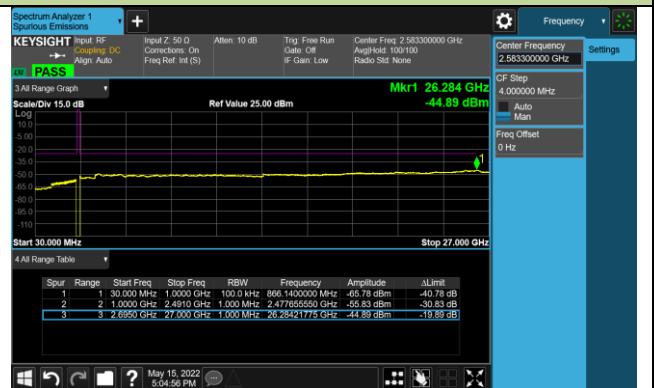 Spectrum Analyzer 1
Spurious Emissions
+
Frequency
KEYSIGHT Input: RF
Coupling: DC
Align: Auto
Input Z: 50 Ω
Corrections: On
Freq Ref: Int (S)
Atten: 10 dB
Trig: Free Run
Gate: Off
IF Gain: Low
Center Freq: 2.583300000 GHz
Avg|Hold: 100/100
Radio Std: None
PASS
Center Frequency
2.583300000 GHz
Settings
CF Step
4.000000 MHz
Auto
Man
Freq Offset
0 Hz
3 All Range Graph
Mkr1 26.284 GHz
Scale/Div 15.0 dB
Ref Value 25.00 dBm
-44.89 dBm
Log
10.0
-5.00
-20.0
-35.0
-50.0
-65.0
-80.0
-95.0
-110
1
Start 30.000 MHz
Stop 27.000 GHz
4 All Range Table
Spur Range Start Freq Stop Freq RBW Frequency Amplitude ΔLimit
1 1 30.000 MHz 1.0000 GHz 100.0 kHz 866.1400000 MHz -65.78 dBm -40.78 dB
2 2 1.0000 GHz 2.4910 GHz 1.000 MHz 2.477655550 GHz -55.83 dBm -30.83 dB
3 3 2.6950 GHz 27.000 GHz 1.000 MHz 26.28421775 GHz -44.89 dBm -19.89 dB
?
May 15, 2022
5:04:56 PM